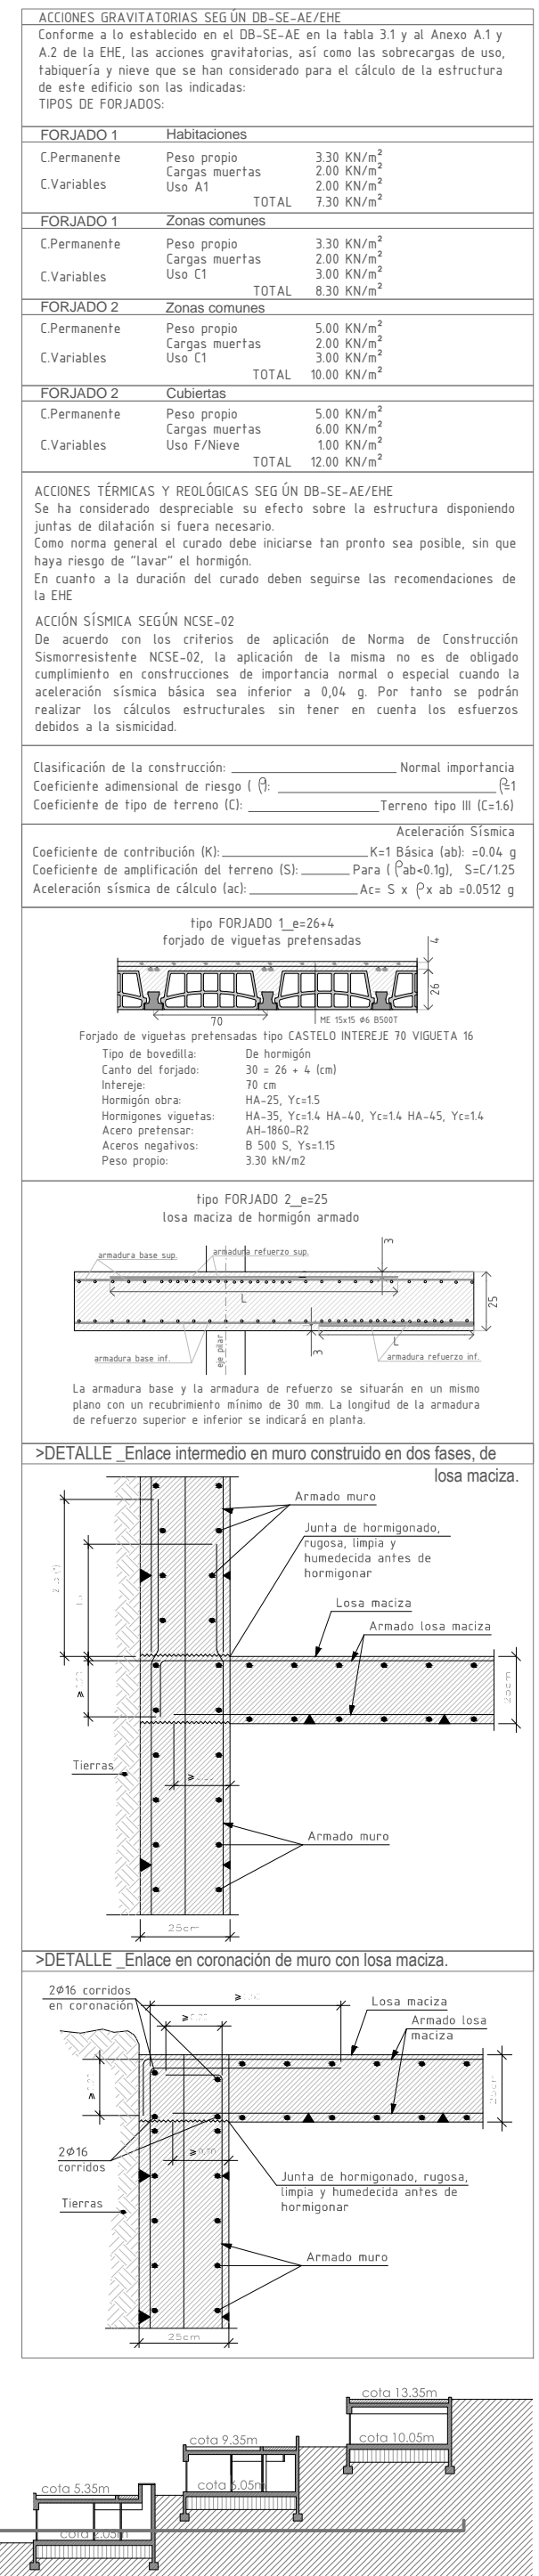 ACCIONES GRAVITATORIAS SEG ÚN DB-SE-AE/EHE
Conforme a lo establecido en el DB-SE-AE en la tabla 3.1 y al Anexo A.1 y
A.2 de la EHE, las acciones gravitatorias, así como las sobrecargas de uso,
tabiquería y nieve que se han considerado para el cálculo de la estructura
de este edificio son las indicadas:
TIPOS DE FORJADOS:
FORJADO 1 Habitaciones
C.Permanente Peso propio 3.30 KN/m²
Cargas muertas 2.00 KN/m²
C.Variables Uso A1 2.00 KN/m²
TOTAL 7.30 KN/m²
FORJADO 1 Zonas comunes
C.Permanente Peso propio 3.30 KN/m²
Cargas muertas 2.00 KN/m²
C.Variables Uso C1 3.00 KN/m²
TOTAL 8.30 KN/m²
FORJADO 2 Zonas comunes
C.Permanente Peso propio 5.00 KN/m²
Cargas muertas 2.00 KN/m²
C.Variables Uso C1 3.00 KN/m²
TOTAL 10.00 KN/m²
FORJADO 2 Cubiertas
C.Permanente Peso propio 5.00 KN/m²
Cargas muertas 6.00 KN/m²
C.Variables Uso F/Nieve 1.00 KN/m²
TOTAL 12.00 KN/m²
ACCIONES TÉRMICAS Y REOLÓGICAS SEG ÚN DB-SE-AE/EHE
Se ha considerado despreciable su efecto sobre la estructura disponiendo
juntas de dilatación si fuera necesario.
Como norma general el curado debe iniciarse tan pronto sea posible, sin que
haya riesgo de "lavar" el hormigón.
En cuanto a la duración del curado deben seguirse las recomendaciones de
la EHE
ACCIÓN SÍSMICA SEGÚN NCSE-02
De acuerdo con los criterios de aplicación de Norma de Construcción
Sismorresistente NCSE-02, la aplicación de la misma no es de obligado
cumplimiento en construcciones de importancia normal o especial cuando la
aceleración sísmica básica sea inferior a 0,04 g. Por tanto se podrán
realizar los cálculos estructurales sin tener en cuenta los esfuerzos
debidos a la sismicidad.
Clasificación de la construcción: Normal importancia
Coeficiente adimensional de riesgo ( ρ): ρ=1
Coeficiente de tipo de terreno (C): Terreno tipo III (C=1.6)
Aceleración Sísmica
Coeficiente de contribución (K): K=1 Básica (ab): =0.04 g
Coeficiente de amplificación del terreno (S): Para ( ρab<0.1g), S=C/1.25
Aceleración sísmica de cálculo (ac): Ac= S x ρx ab =0.0512 g
tipo FORJADO 1_e=26+4
forjado de viguetas pretensadas
4
26
70
ME 15x15 Ø6 B500T
Forjado de viguetas pretensadas tipo CASTELO INTEREJE 70 VIGUETA 16
Tipo de bovedilla: De hormigón
Canto del forjado: 30 = 26 + 4 (cm)
Intereje: 70 cm
Hormigón obra: HA-25, Yc=1.5
Hormigones viguetas: HA-35, Yc=1.4 HA-40, Yc=1.4 HA-45, Yc=1.4
Acero pretensar: AH-1860-R2
Aceros negativos: B 500 S, Ys=1.15
Peso propio: 3.30 kN/m2
tipo FORJADO 2_e=25
losa maciza de hormigón armado
armadura base sup.
armadura refuerzo sup.
3
L
25
armadura base inf.
eje pilar
3
L
armadura refuerzo inf.
La armadura base y la armadura de refuerzo se situarán en un mismo
plano con un recubrimiento mínimo de 30 mm. La longitud de la armadura
de refuerzo superior e inferior se indicará en planta.
>DETALLE _Enlace intermedio en muro construido en dos fases, de
losa maciza.
Armado muro
Junta de hormigonado,
rugosa, limpia y
humedecida antes de
hormigonar
Losa maciza
Armado losa maciza
25cm
Tierras
Armado muro
25cm
>DETALLE _Enlace en coronación de muro con losa maciza.
2Ø16 corridos
en coronación
Losa maciza
Armado losa
maciza
25cm
2Ø16
corridos
Tierras
Junta de hormigonado, rugosa,
limpia y humedecida antes de
hormigonar
Armado muro
25cm
cota 13.35m
cota 10.05m
cota 9.35m
cota 6.05m
cota 5.35m
cota 2.05m